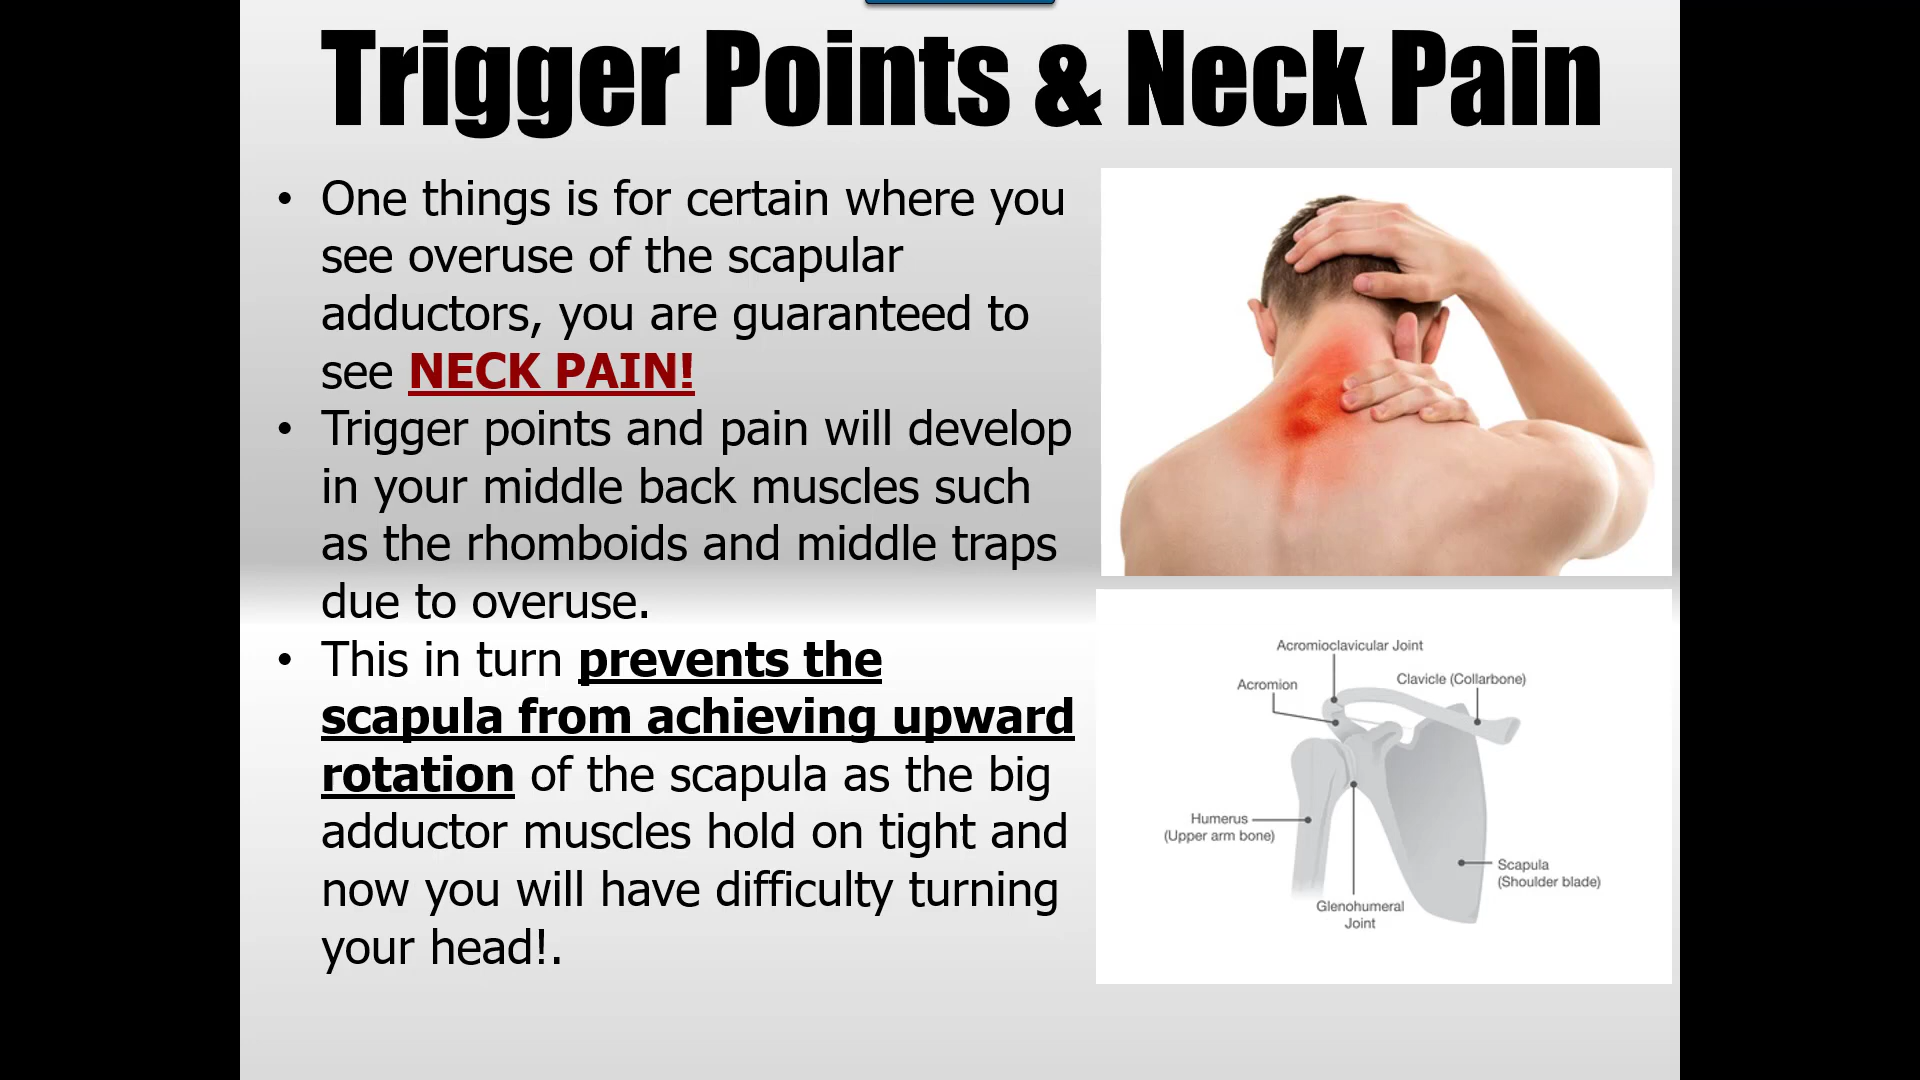 Trigger Points & Neck Pain
• One things is for certain where you
see overuse of the scapular
adductors, you are guaranteed to
see NECK PAIN!
• Trigger points and pain will develop
in your middle back muscles such
as the rhomboids and middle traps
due to overuse.
• This in turn prevents the
scapula from achieving upward
rotation of the scapula as the big
adductor muscles hold on tight and
now you will have difficulty turning
your head!.
Acromioclavicular Joint
Clavicle (Collarbone)
Acromion
Humerus
(Upper arm bone)
Scapula
(Shoulder blade)
Glenohumeral
Joint